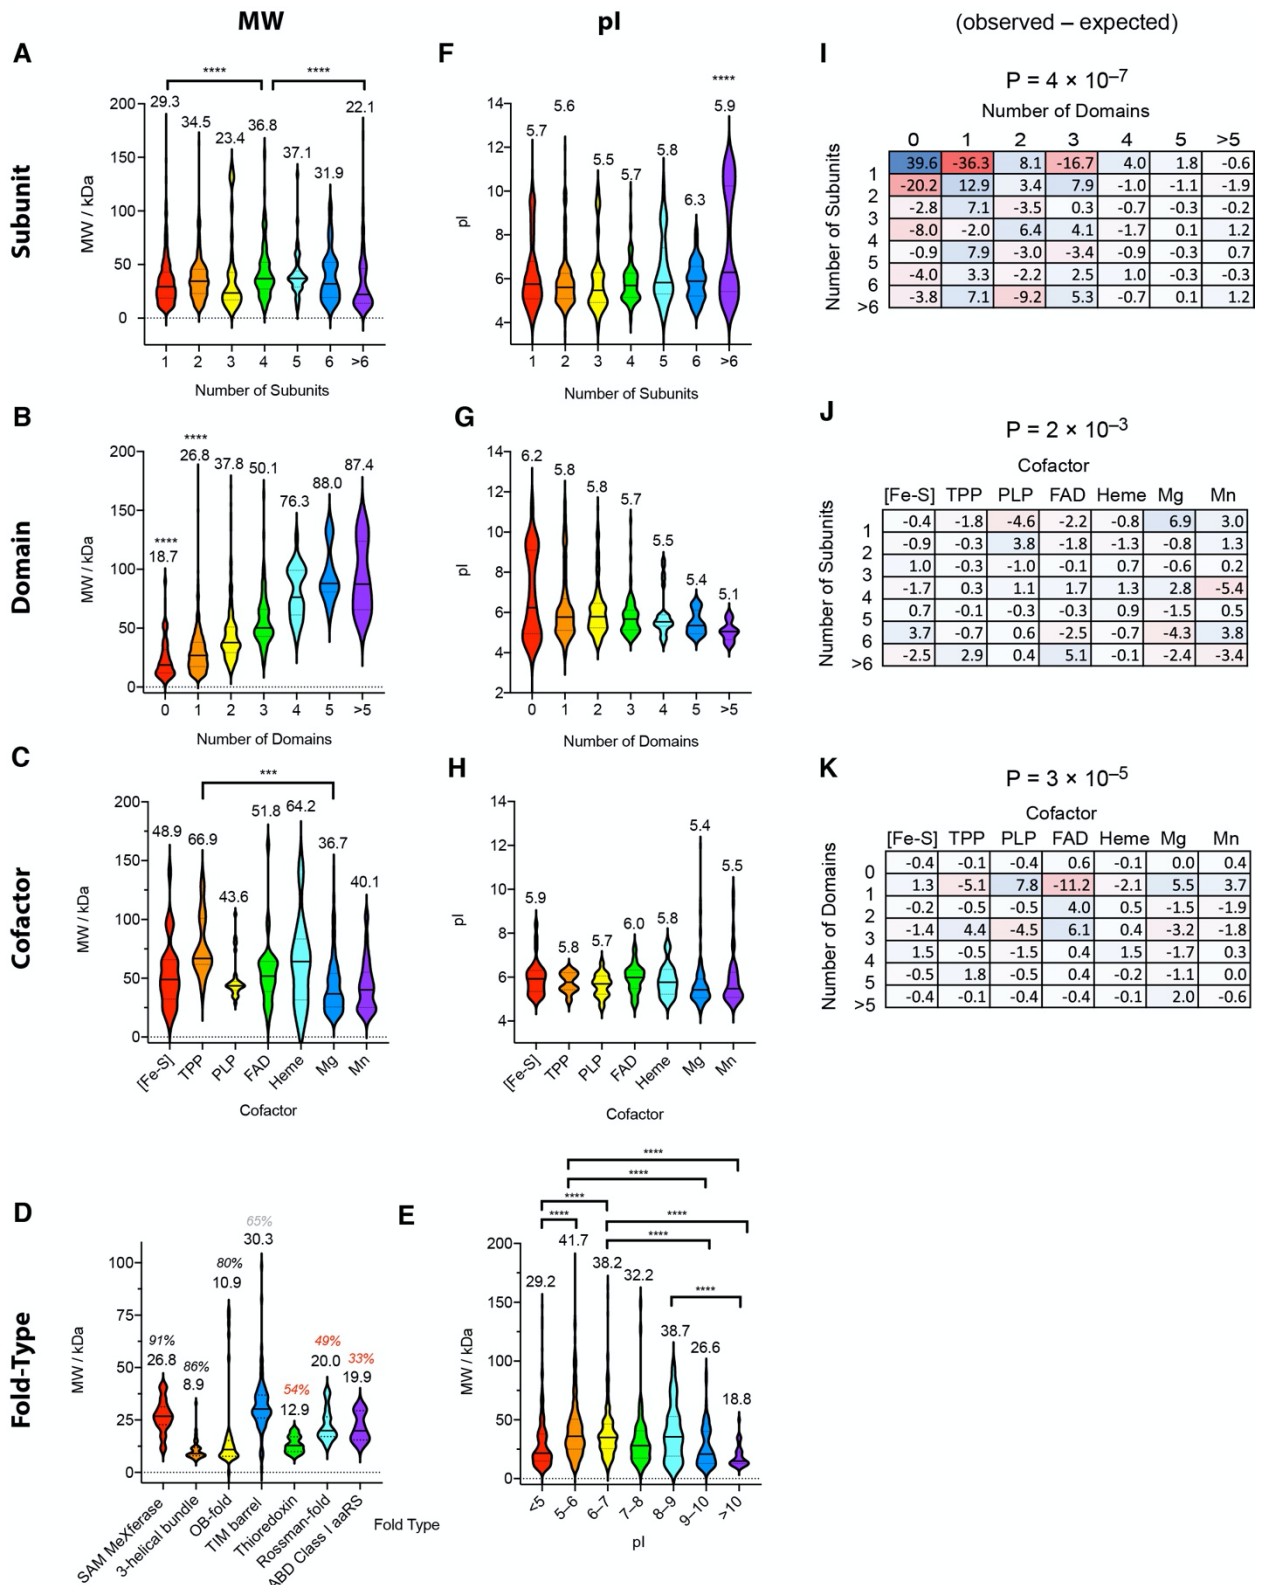 MW
pI
(observed – expected)
A
Subunit
****
****
29.3
34.5
23.4
36.8
37.1
31.9
22.1
200
150
100
50
0
MW / kDa
1 2 3 4 5 6 >6
Number of Subunits
F
****
5.7
5.6
5.5
5.7
5.8
6.3
5.9
14
12
10
8
6
4
pI
1 2 3 4 5 6 >6
Number of Subunits
I
P = 4 × 10–7
Number of Domains
0 1 2 3 4 5 >5
Number of Subunits
1 39.6 -36.3 8.1 -16.7 4.0 1.8 -0.6
2 -20.2 12.9 3.4 7.9 -1.0 -1.1 -1.9
3 -2.8 7.1 -3.5 0.3 -0.7 -0.3 -0.2
4 -8.0 -2.0 6.4 4.1 -1.7 0.1 1.2
5 -0.9 7.9 -3.0 -3.4 -0.9 -0.3 0.7
6 -4.0 3.3 -2.2 2.5 1.0 -0.3 -0.3
>6 -3.8 7.1 -9.2 5.3 -0.7 0.1 1.2
B
Domain
****
18.7
****
26.8
37.8
50.1
76.3
88.0
87.4
200
150
100
50
0
MW / kDa
0 1 2 3 4 5 >5
Number of Domains
G
6.2
5.8
5.8
5.7
5.5
5.4
5.1
14
12
10
8
6
4
2
pI
0 1 2 3 4 5 >5
Number of Domains
J
P = 2 × 10–3
Cofactor
[Fe-S] TPP PLP FAD Heme Mg Mn
Number of Subunits
1 -0.4 -1.8 -4.6 -2.2 -0.8 6.9 3.0
2 -0.9 -0.3 3.8 -1.8 -1.3 -0.8 1.3
3 1.0 -0.3 -1.0 -0.1 0.7 -0.6 0.2
4 -1.7 0.3 1.1 1.7 1.3 2.8 -5.4
5 0.7 -0.1 -0.3 -0.3 0.9 -1.5 0.5
6 3.7 -0.7 0.6 -2.5 -0.7 -4.3 3.8
>6 -2.5 2.9 0.4 5.1 -0.1 -2.4 -3.4
C
Cofactor
***
48.9
66.9
43.6
51.8
64.2
36.7
40.1
200
150
100
50
0
MW / kDa
[Fe-S] TPP PLP FAD Heme Mg Mn
Cofactor
H
5.9
5.8
5.7
6.0
5.8
5.4
5.5
14
12
10
8
6
4
pI
[Fe-S] TPP PLP FAD Heme Mg Mn
Cofactor
K
P = 3 × 10–5
Cofactor
[Fe-S] TPP PLP FAD Heme Mg Mn
Number of Domains
0 -0.4 -0.1 -0.4 0.6 -0.1 0.0 0.4
1 1.3 -5.1 7.8 -11.2 -2.1 5.5 3.7
2 -0.2 -0.5 -0.5 4.0 0.5 -1.5 -1.9
3 -1.4 4.4 -4.5 6.1 0.4 -3.2 -1.8
4 1.5 -0.5 -1.5 0.4 1.5 -1.7 0.3
5 -0.5 1.8 -0.5 0.4 -0.2 -1.1 0.0
>5 -0.4 -0.1 -0.4 -0.4 -0.1 2.0 -0.6
D
Fold-Type
91%
26.8
86%
8.9
80%
10.9
65%
30.3
54%
12.9
49%
20.0
33%
19.9
100
75
50
25
0
MW / kDa
SAM MeXferase
3-helical bundle
OB-fold
TIM barrel
Thioredoxin
Rossman-fold
ABD Class I aaRS
Fold Type
E
****
****
****
****
****
****
****
29.2
41.7
38.2
32.2
38.7
26.6
18.8
200
150
100
50
0
MW / kDa
<5 5–6 6–7 7–8 8–9 9–10 >10
pI